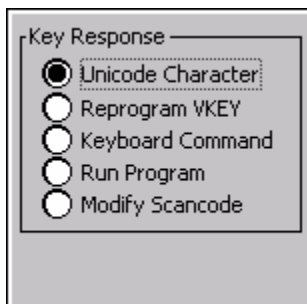 Key Response
Unicode Character
Reprogram VKEY
Keyboard Command
Run Program
Modify Scancode